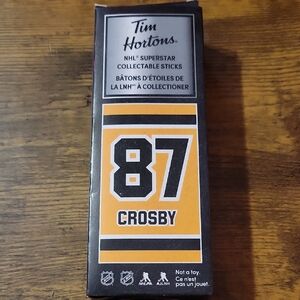 Tim
Hortons.
NHL® SUPERSTAR
COLLECTABLE STICKS
BÂTONS D'ÉTOILES DE
LA LNH™ À COLLECTIONNER
87
CROSBY
Not a toy.
Ce n'est
pas un jouet.